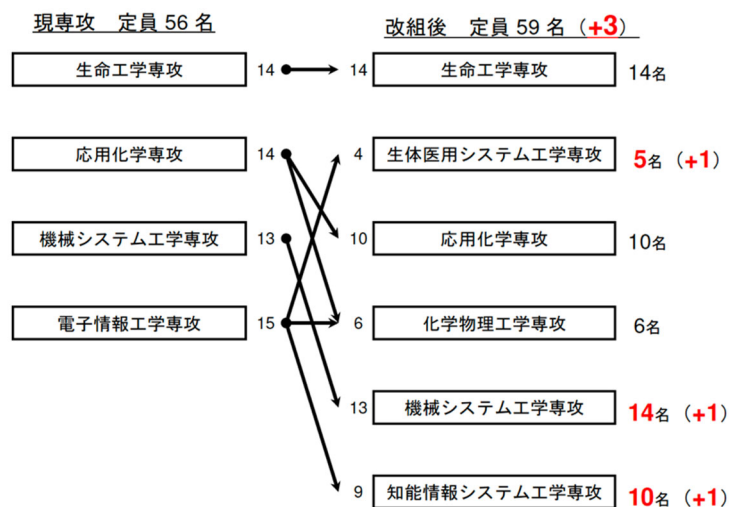 現専攻 定員 56 名 改組後 定員 59 名（+3）
生命工学専攻 14 14 生命工学専攻 14名
応用化学専攻 14 4 生体医用システム工学専攻 5名（+1）
機械システム工学専攻 13 10 応用化学専攻 10名
電子情報工学専攻 15 6 化学物理工学専攻 6名
13 機械システム工学専攻 14名（+1）
9 知能情報システム工学専攻 10名（+1）